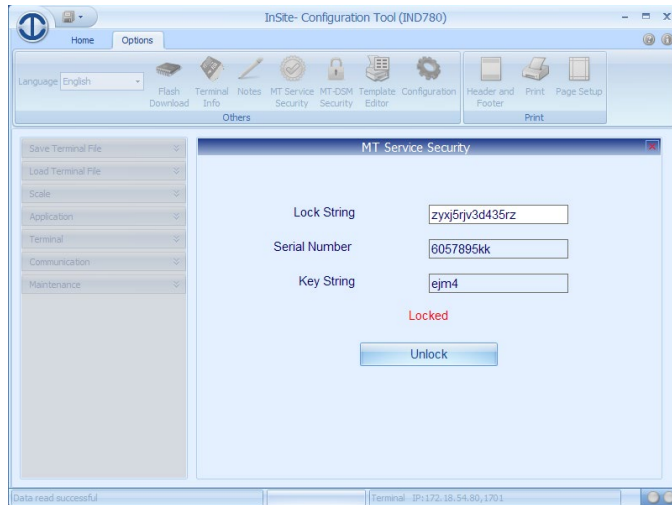 InSite- Configuration Tool (IND780)
Home Options
Language English
Flash Download
Terminal Info
Notes
MT Service Security
MT-DSM Security
Template Editor
Configuration
Header and Footer
Print
Page Setup
Others
Print
Save Terminal File
Load Terminal File
Scale
Application
Terminal
Communication
Maintenance
MT Service Security
Lock String zyxj5rjv3d435rz
Serial Number 6057895kk
Key String ejm4
Locked
Unlock
Data read successful
Terminal IP:172.18.54.80,1701